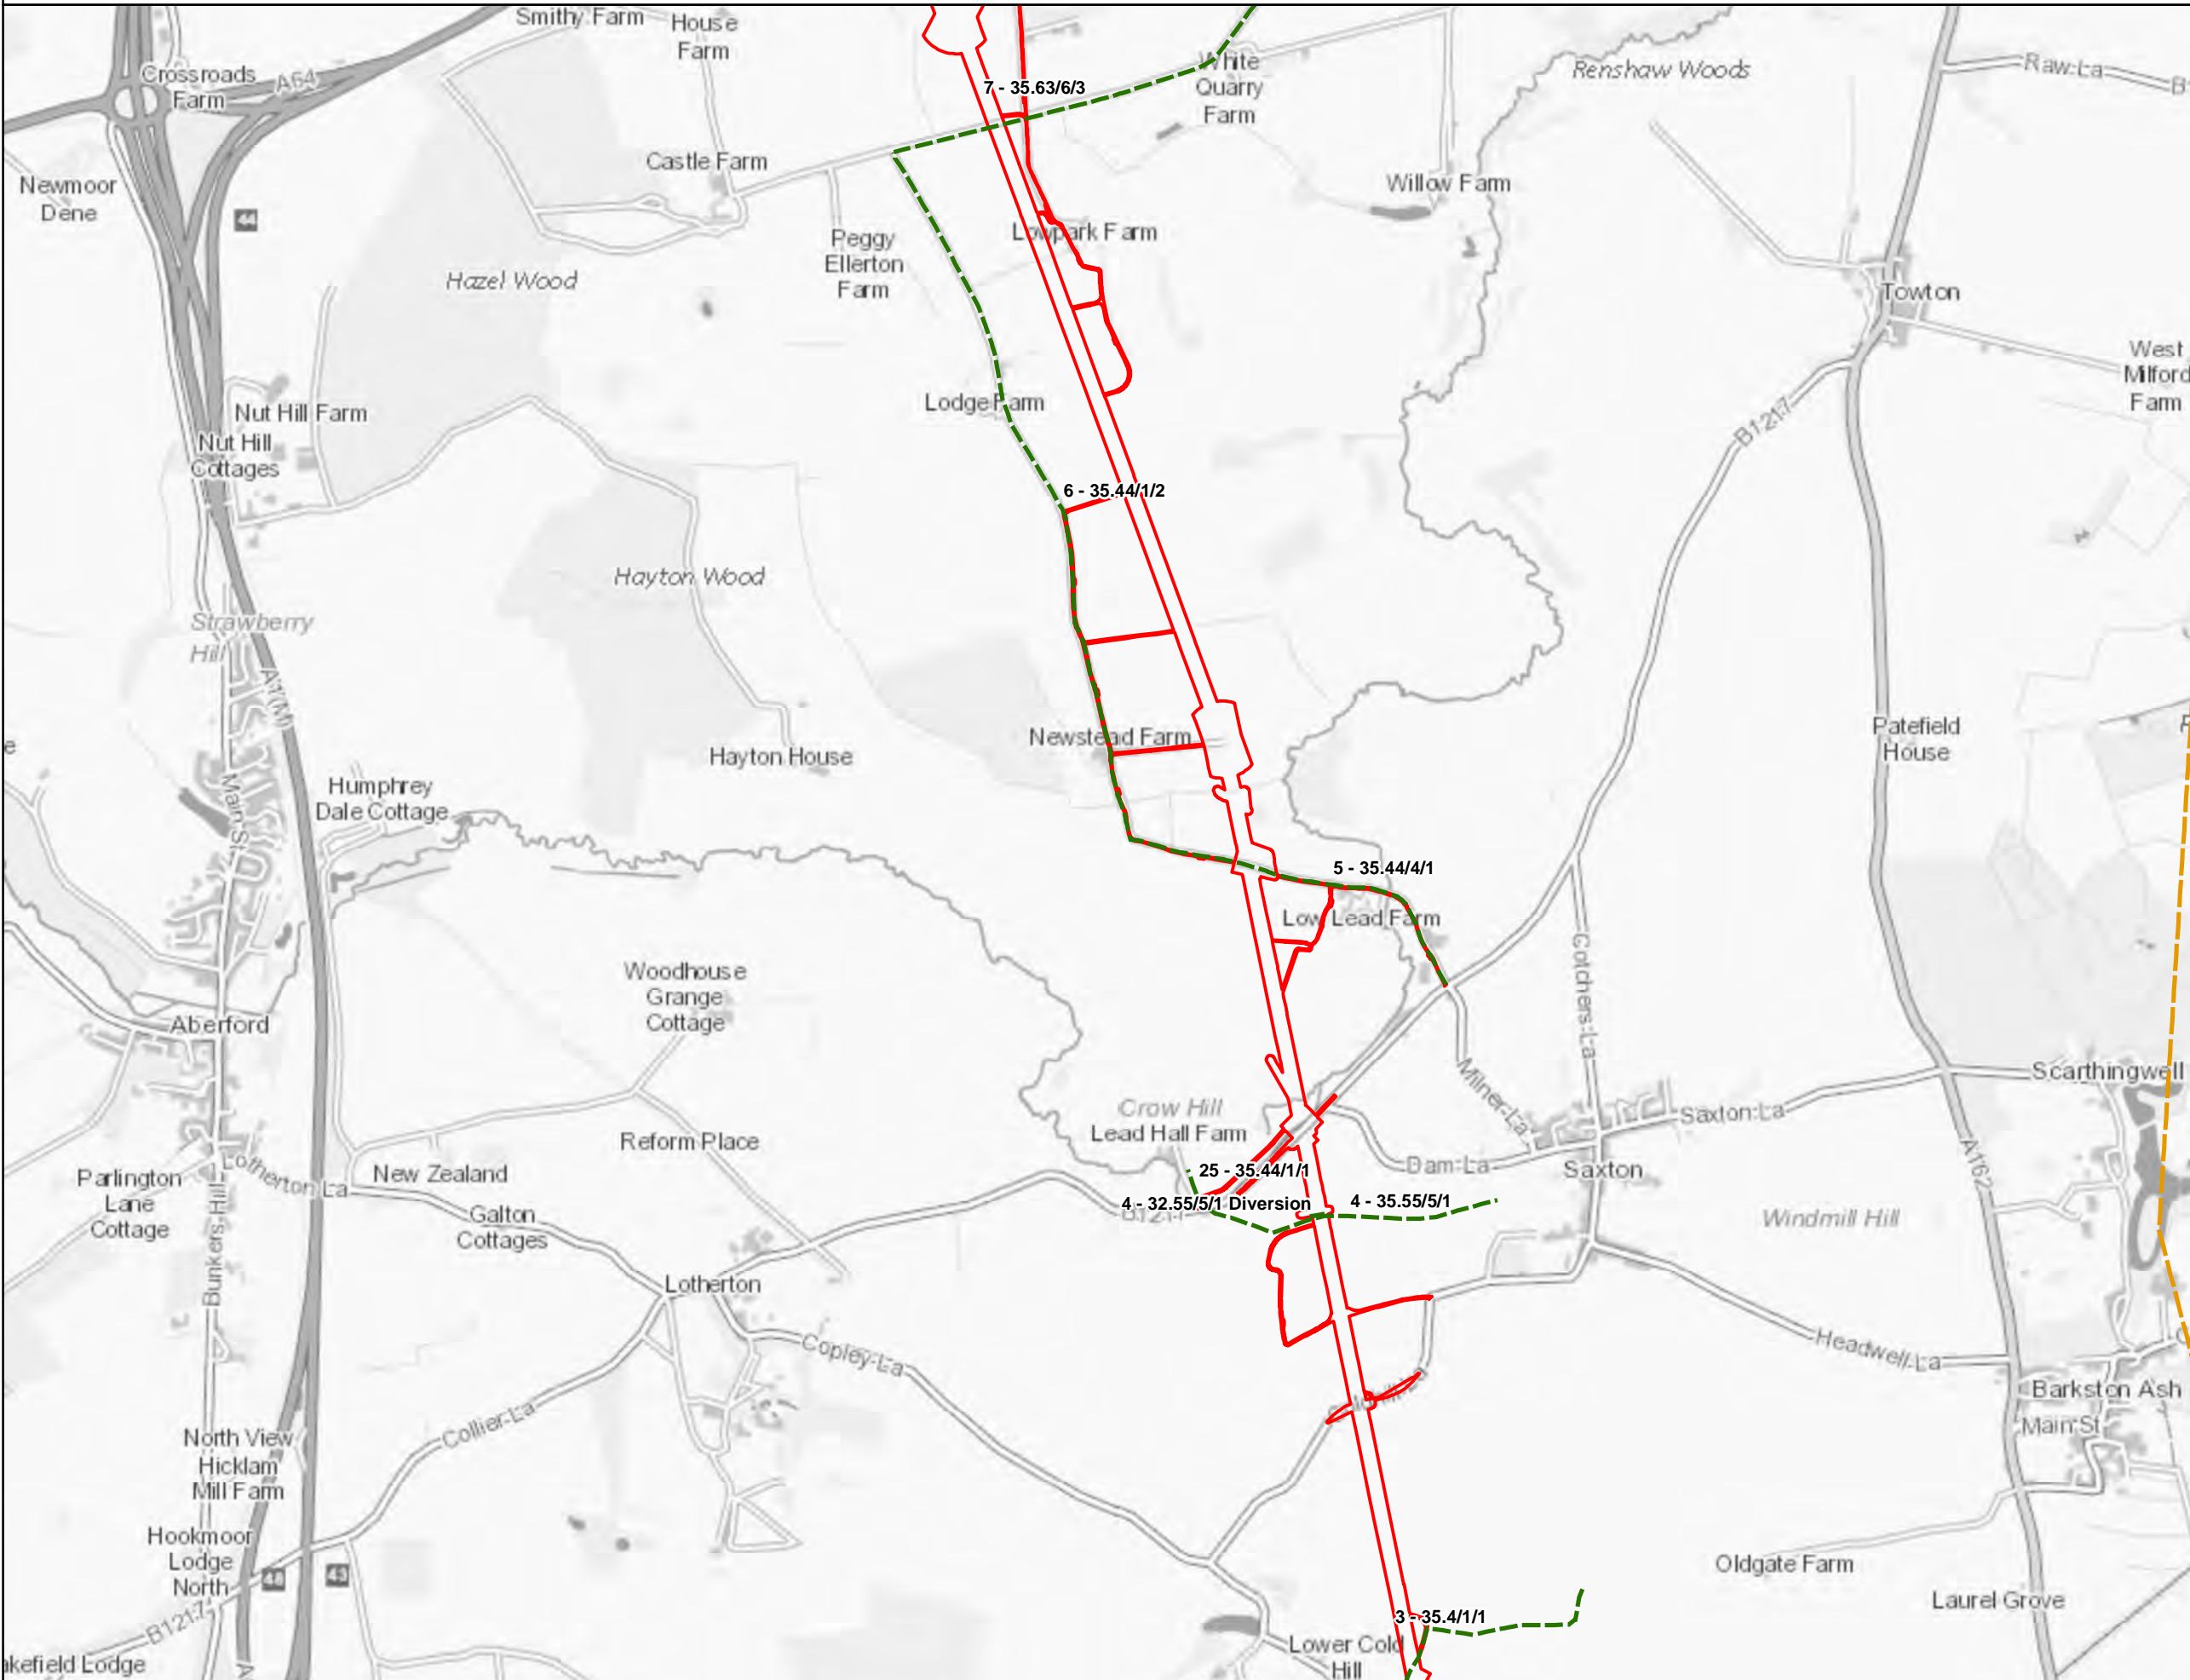 Smithy Farm
House
Farm
Crossroads
Farm
A64
7 - 35.63/6/3
White
Quarry
Farm
Renshaw Woods
Raw La
Newmoor
Dene
Castle Farm
Willow Farm
44
Peggy
Ellerton
Farm
Lowpark Farm
Hazel Wood
Towton
West
Milford
Farm
Lodge Farm
Nut Hill Farm
Nut Hill
Cottages
B1217
6 - 35.44/1/2
Hayton Wood
Strawberry
Hill
A1(M)
Newstead Farm
Patefield
House
Hayton House
Humphrey
Dale Cottage
Main St
5 - 35.44/4/1
Low Lead Farm
Cotchers La
Woodhouse
Grange
Cottage
Aberford
Milner La
Scarthingwell
Crow Hill
Lead Hall Farm
Saxton La
Reform Place
Lotherton La
New Zealand
Parlington
Lane
Cottage
25 - 35.44/1/1
Dam La
Saxton
A162
4 - 32.55/5/1 Diversion
4 - 35.55/5/1
B1217
Galton
Cottages
Windmill Hill
Bunkers Hill
Lotherton
Copley La
Headwell La
Barkston Ash
Main St
Collier La
North View
Hicklam
Mill Farm
Hookmoor
Lodge
North
48
43
Oldgate Farm
Laurel Grove
3 - 35.4/1/1
B1217
Lower Cold
Hill
akefield Lodge